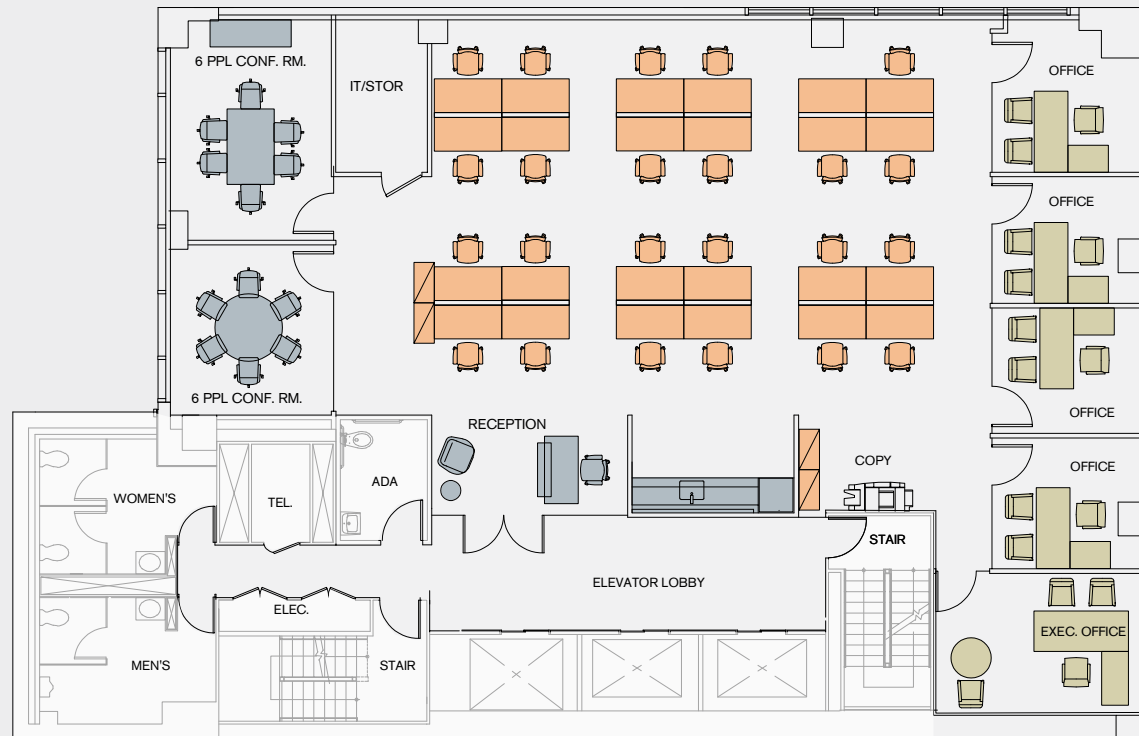 6 PPL CONF. RM.
IT/STOR
OFFICE
OFFICE
6 PPL CONF. RM.
OFFICE
RECEPTION
COPY
OFFICE
ADA
WOMEN'S
TEL.
STAIR
ELEVATOR LOBBY
ELEC.
EXEC. OFFICE
MEN'S
STAIR